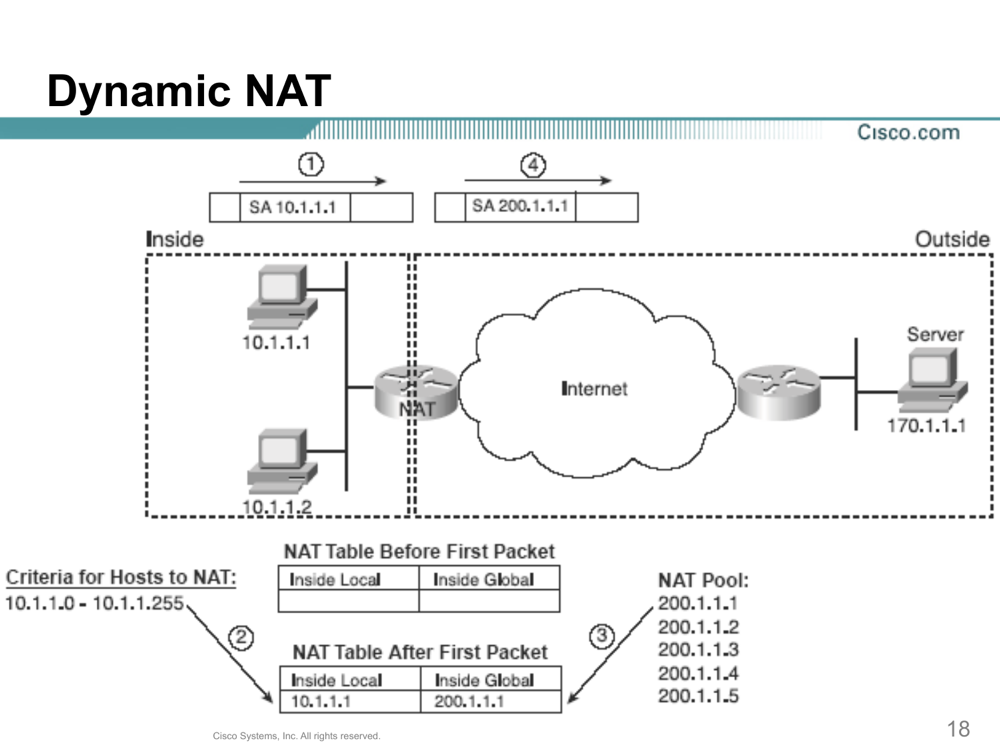 Dynamic NAT
Cisco.com
1
4
SA 10.1.1.1
SA 200.1.1.1
Inside
Outside
10.1.1.1
Server
Internet
NAT
170.1.1.1
10.1.1.2
NAT Table Before First Packet
Criteria for Hosts to NAT:
Inside Local
Inside Global
NAT Pool:
10.1.1.0 - 10.1.1.255
200.1.1.1
200.1.1.2
2
3
200.1.1.3
NAT Table After First Packet
200.1.1.4
Inside Local
Inside Global
200.1.1.5
10.1.1.1
200.1.1.1
Cisco Systems, Inc. All rights reserved.
18